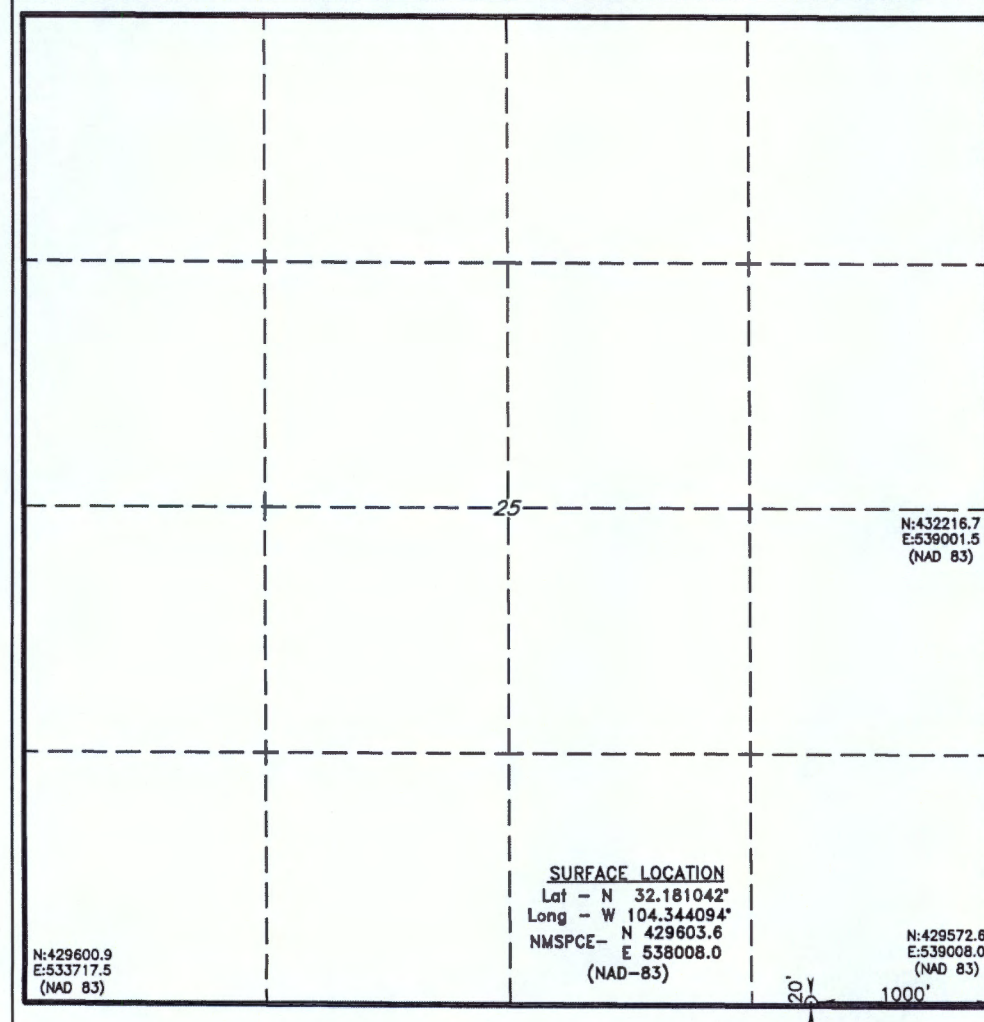 25
N:432216.7
E:539001.5
(NAD 83)
SURFACE LOCATION
Lat - N 32.181042°
Long - W 104.344094°
NMSPCE- N 429603.6
E 538008.0
(NAD-83)
N:429600.9
E:533717.5
(NAD 83)
N:429572.6
E:539008.0
(NAD 83)
20'
1000'